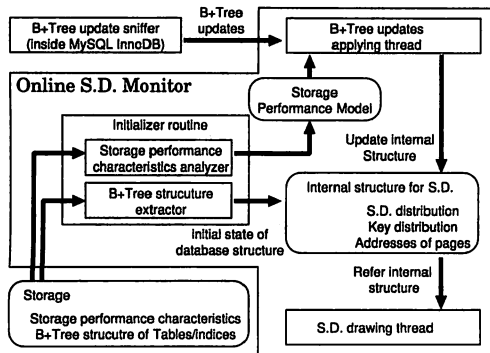 B+Tree update sniffer
(inside MySQL InnoDB)
B+Tree
updates
B+Tree updates
applying thread
Online S.D. Monitor
Storage
Performance Model
Initializer routine
Storage performance
characteristics analyzer
B+Tree strucuture
extractor
Update internal
Structure
Internal structure for S.D.
S.D. distribution
Key distribution
Addresses of pages
Initial state of
database structure
Refer internal
structure
Storage
Storage performance characteristics
B+Tree strucutre of Tables/indices
S.D. drawing thread